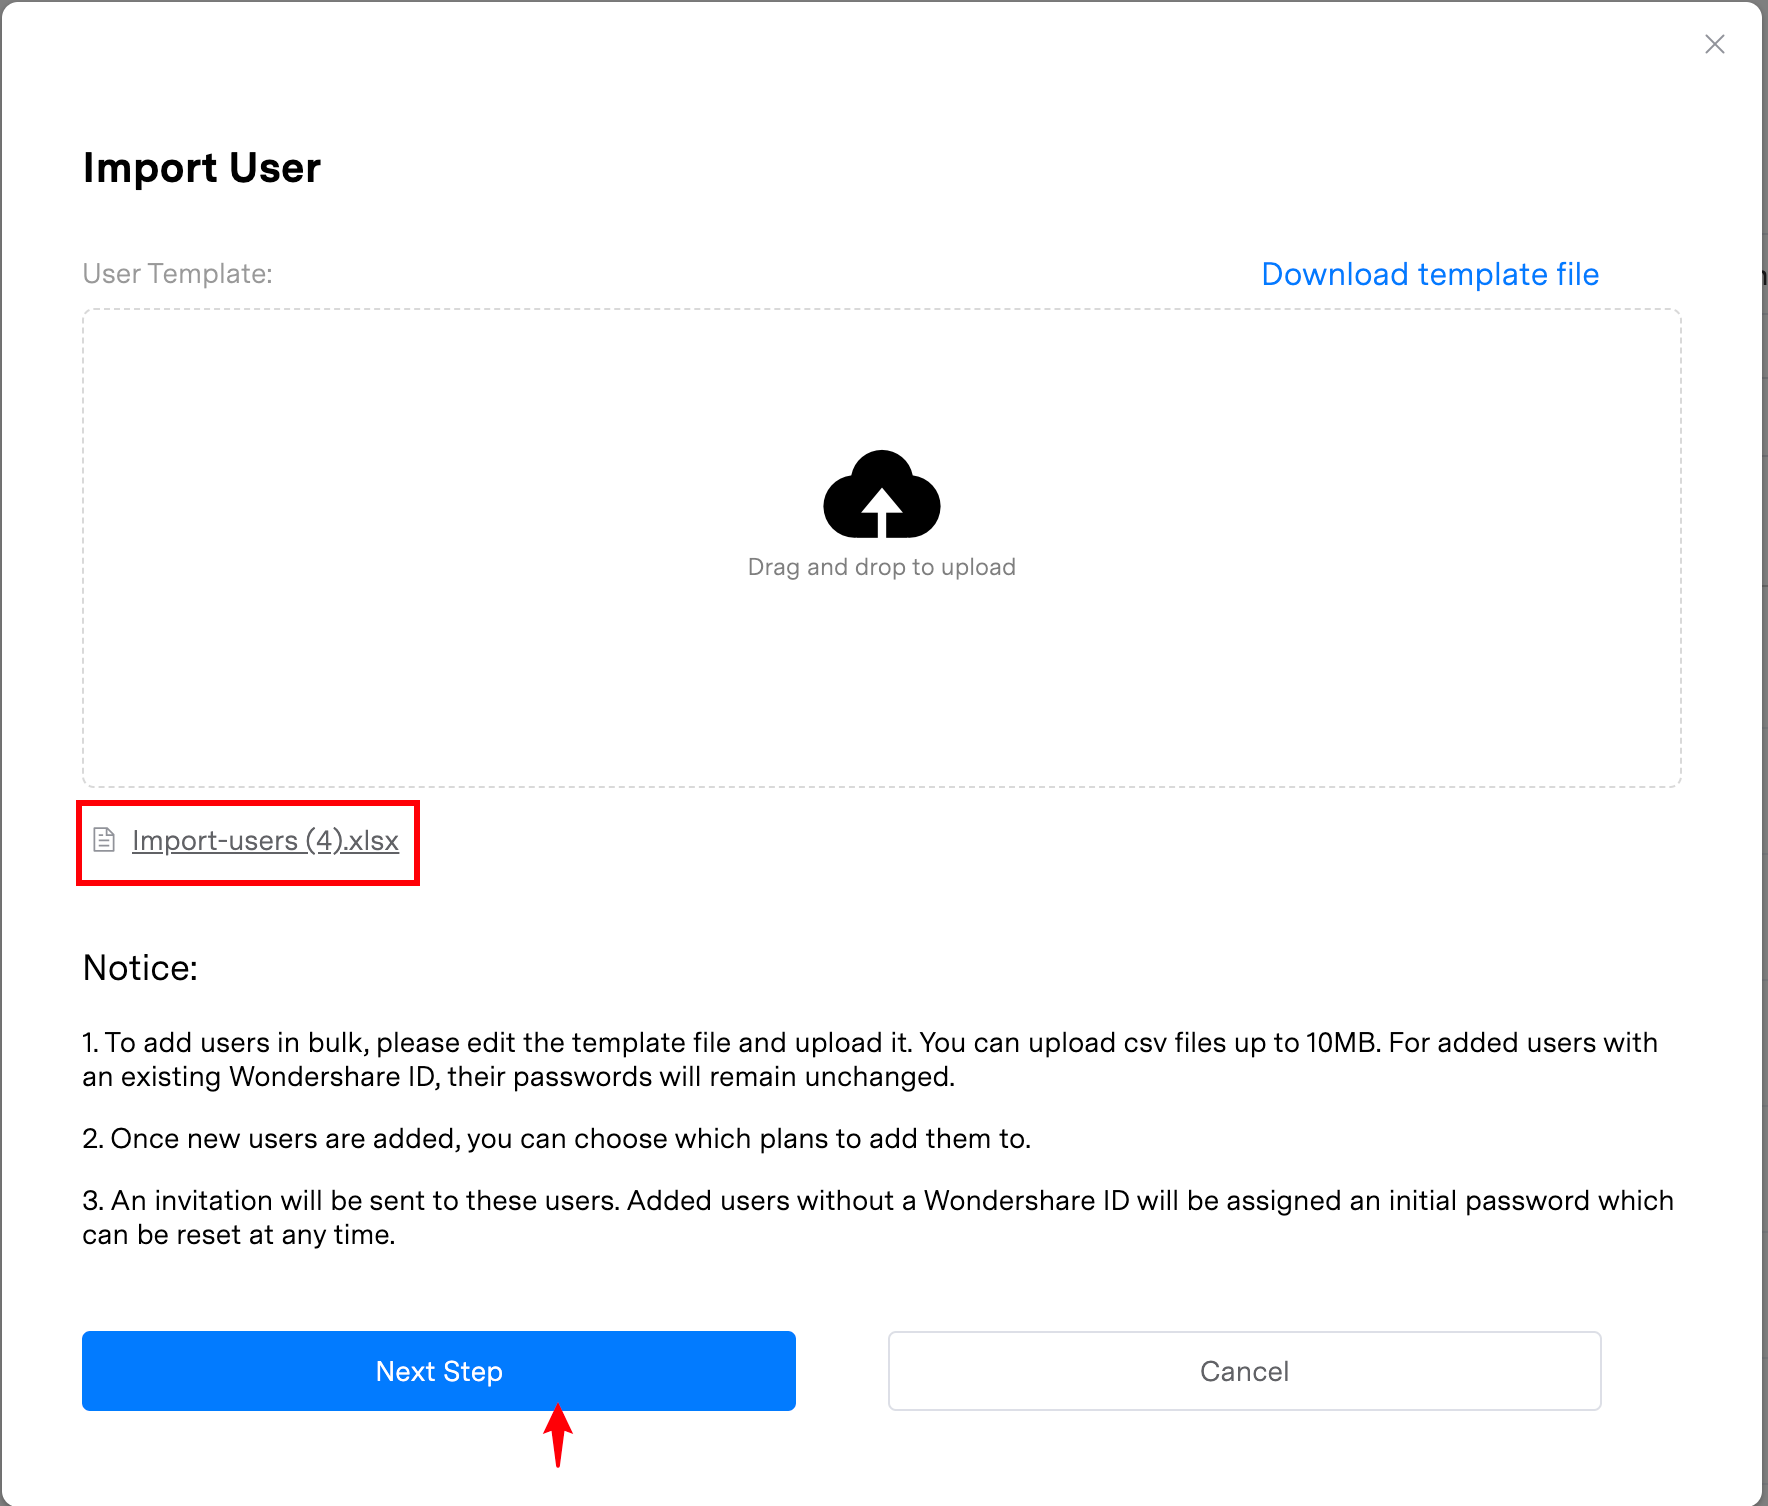 Import User
User Template:
Download template file
Drag and drop to upload
Import-users (4).xlsx
Notice:
1. To add users in bulk, please edit the template file and upload it. You can upload csv files up to 10MB. For added users with
an existing Wondershare ID, their passwords will remain unchanged.
2. Once new users are added, you can choose which plans to add them to.
3. An invitation will be sent to these users. Added users without a Wondershare ID will be assigned an initial password which
can be reset at any time.
Next Step
Cancel